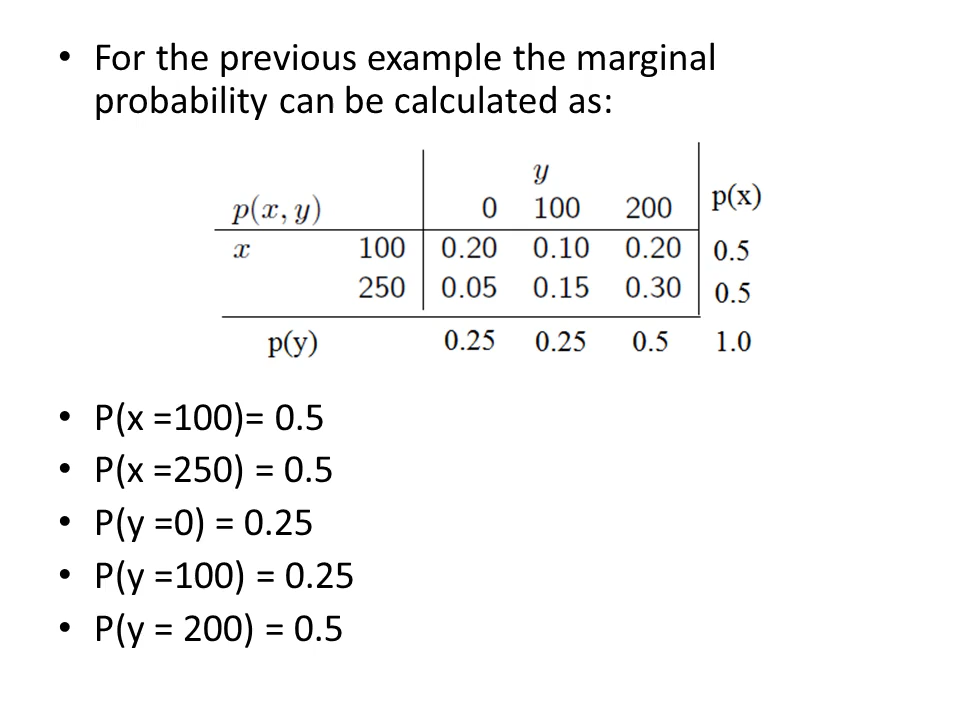 • For the previous example the marginal
probability can be calculated as:
y
p(x, y) 0 100 200 p(x)
x 100 0.20 0.10 0.20 0.5
250 0.05 0.15 0.30 0.5
p(y) 0.25 0.25 0.5 1.0
• P(x =100)= 0.5
• P(x =250) = 0.5
• P(y =0) = 0.25
• P(y =100) = 0.25
• P(y = 200) = 0.5